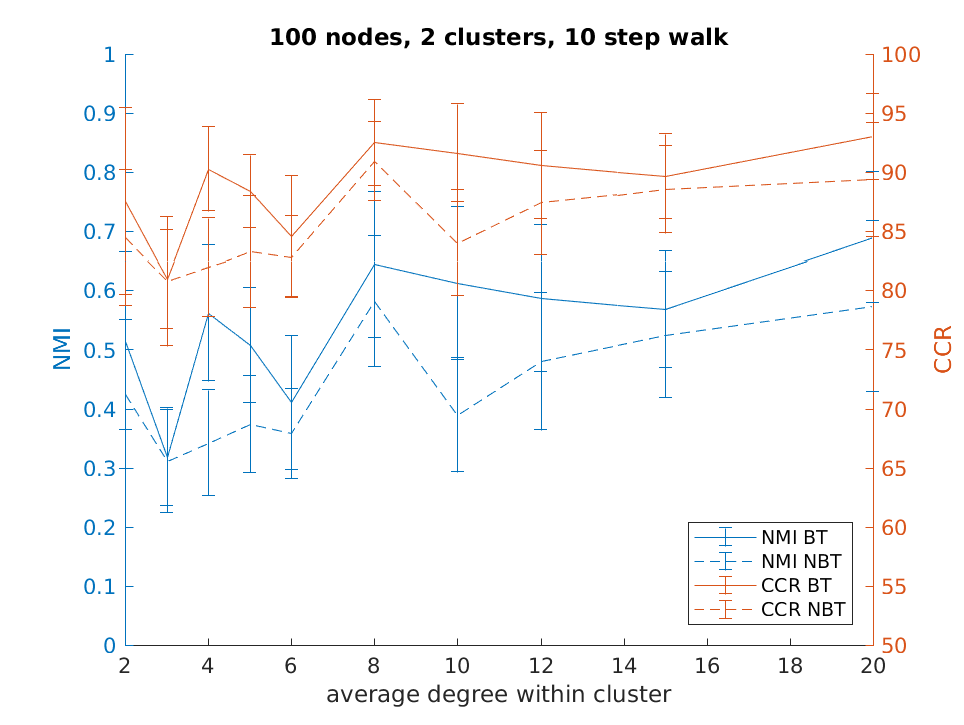 100 nodes, 2 clusters, 10 step walk
1
0.9
0.8
0.7
0.6
0.5
0.4
0.3
0.2
0.1
0
NMI
100
95
90
85
80
75
70
65
60
55
50
CCR
NMI BT
NMI NBT
CCR BT
CCR NBT
2 4 6 8 10 12 14 16 18 20
average degree within cluster